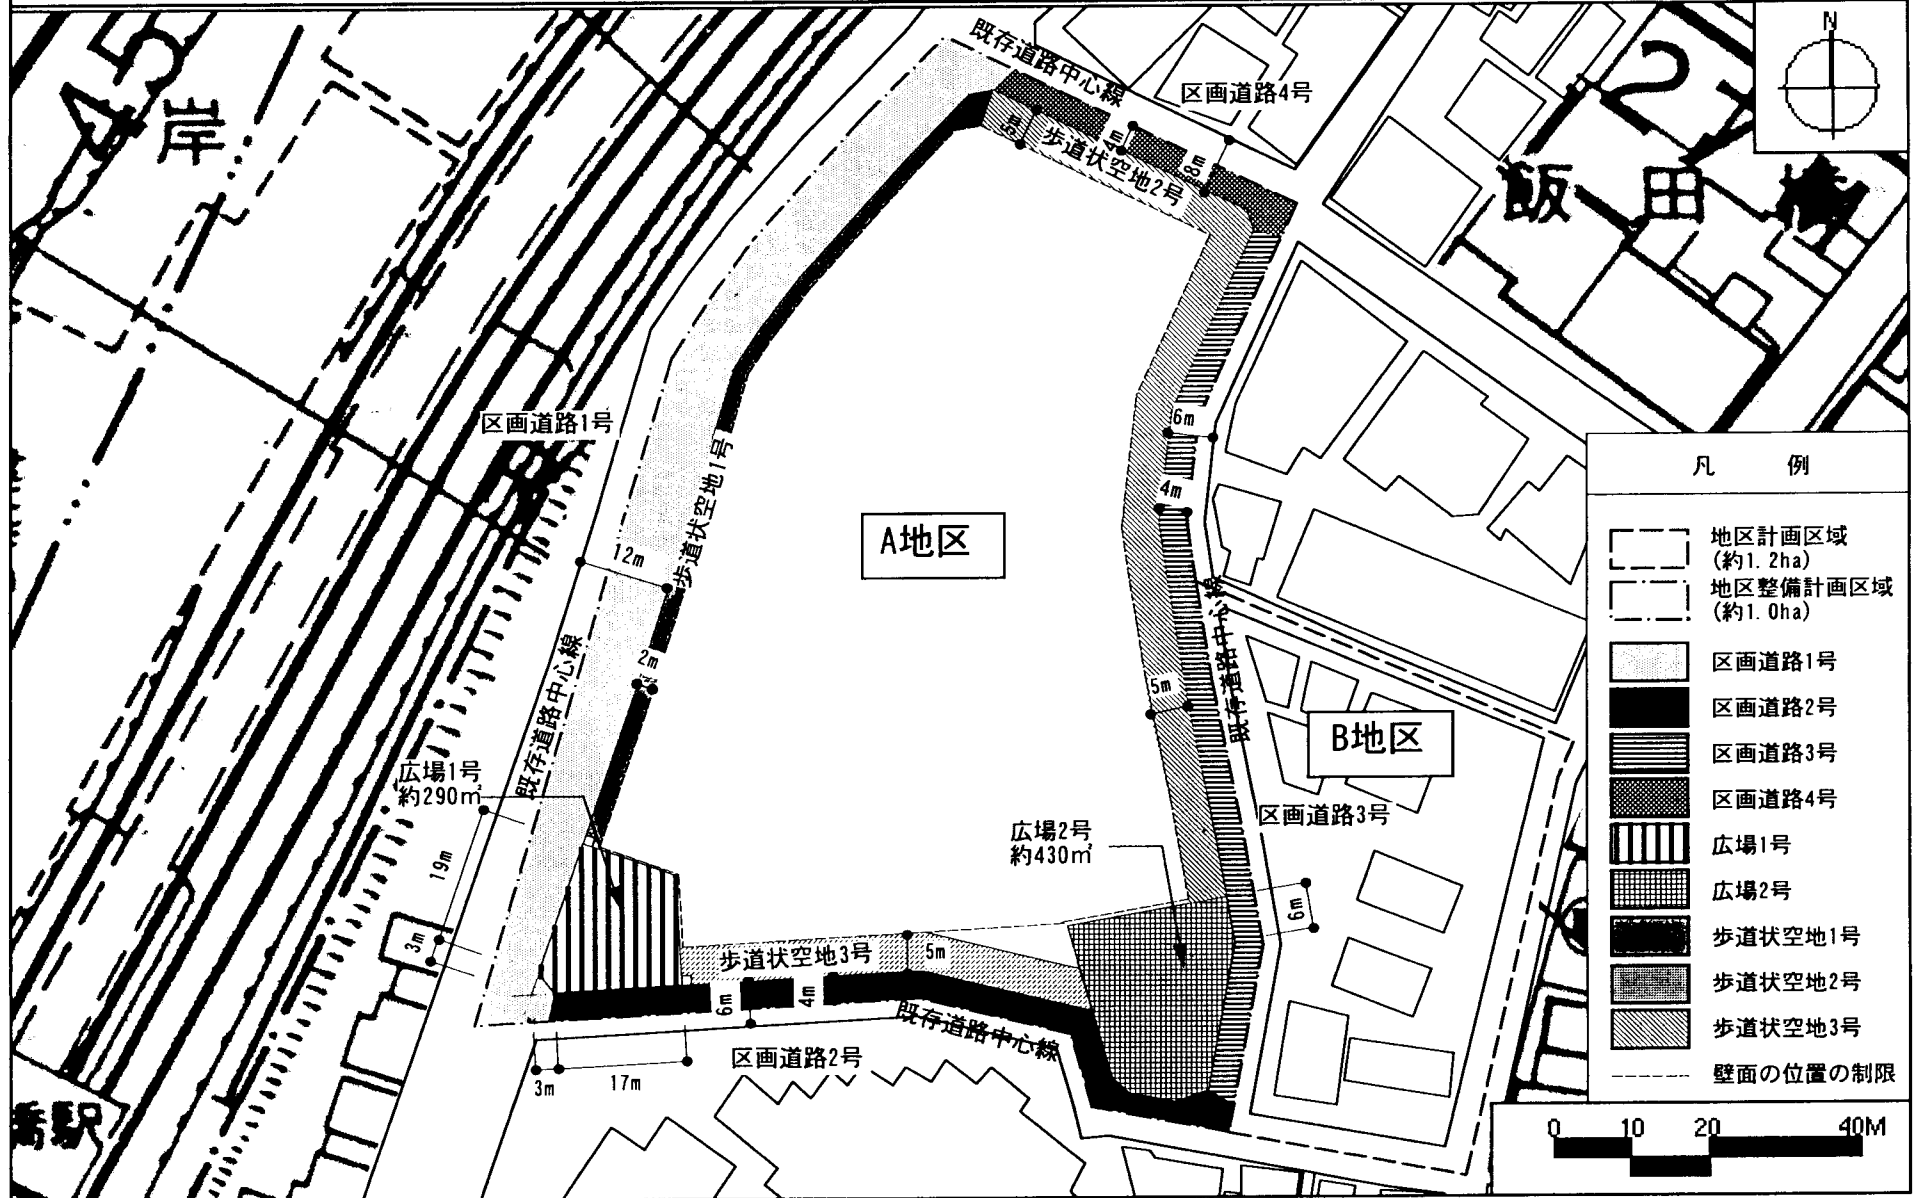 N
岸
2
飯田橋
既存道路中心線
区画道路4号
5m
歩道状空地2号
4m
8m
区画道路1号
歩道状空地1号
12m
2m
既存道路中心線
6m
4m
5m
既存道路中心線
A地区
B地区
区画道路3号
広場1号
約290㎡
広場2号
約430㎡
19m
3m
6m
歩道状空地3号
5m
6m
4m
既存道路中心線
区画道路2号
3m
17m
凡 例
地区計画区域
(約1.2ha)
地区整備計画区域
(約1.0ha)
区画道路1号
区画道路2号
区画道路3号
区画道路4号
広場1号
広場2号
歩道状空地1号
歩道状空地2号
歩道状空地3号
壁面の位置の制限
0 10 20 40M